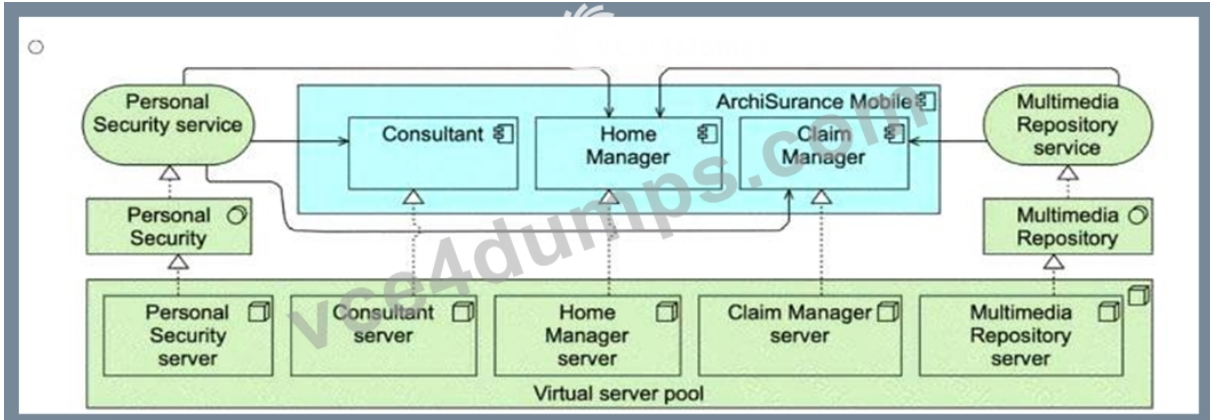 Personal
Security service
ArchiSurance Mobile
Multimedia
Repository
service
Consultant
Home
Manager
Claim
Manager
Personal
Security
Multimedia
Repository
Personal
Security
server
Consultant
server
Home
Manager
server
Claim Manager
server
Multimedia
Repository
server
Virtual server pool
vce4dumps.com